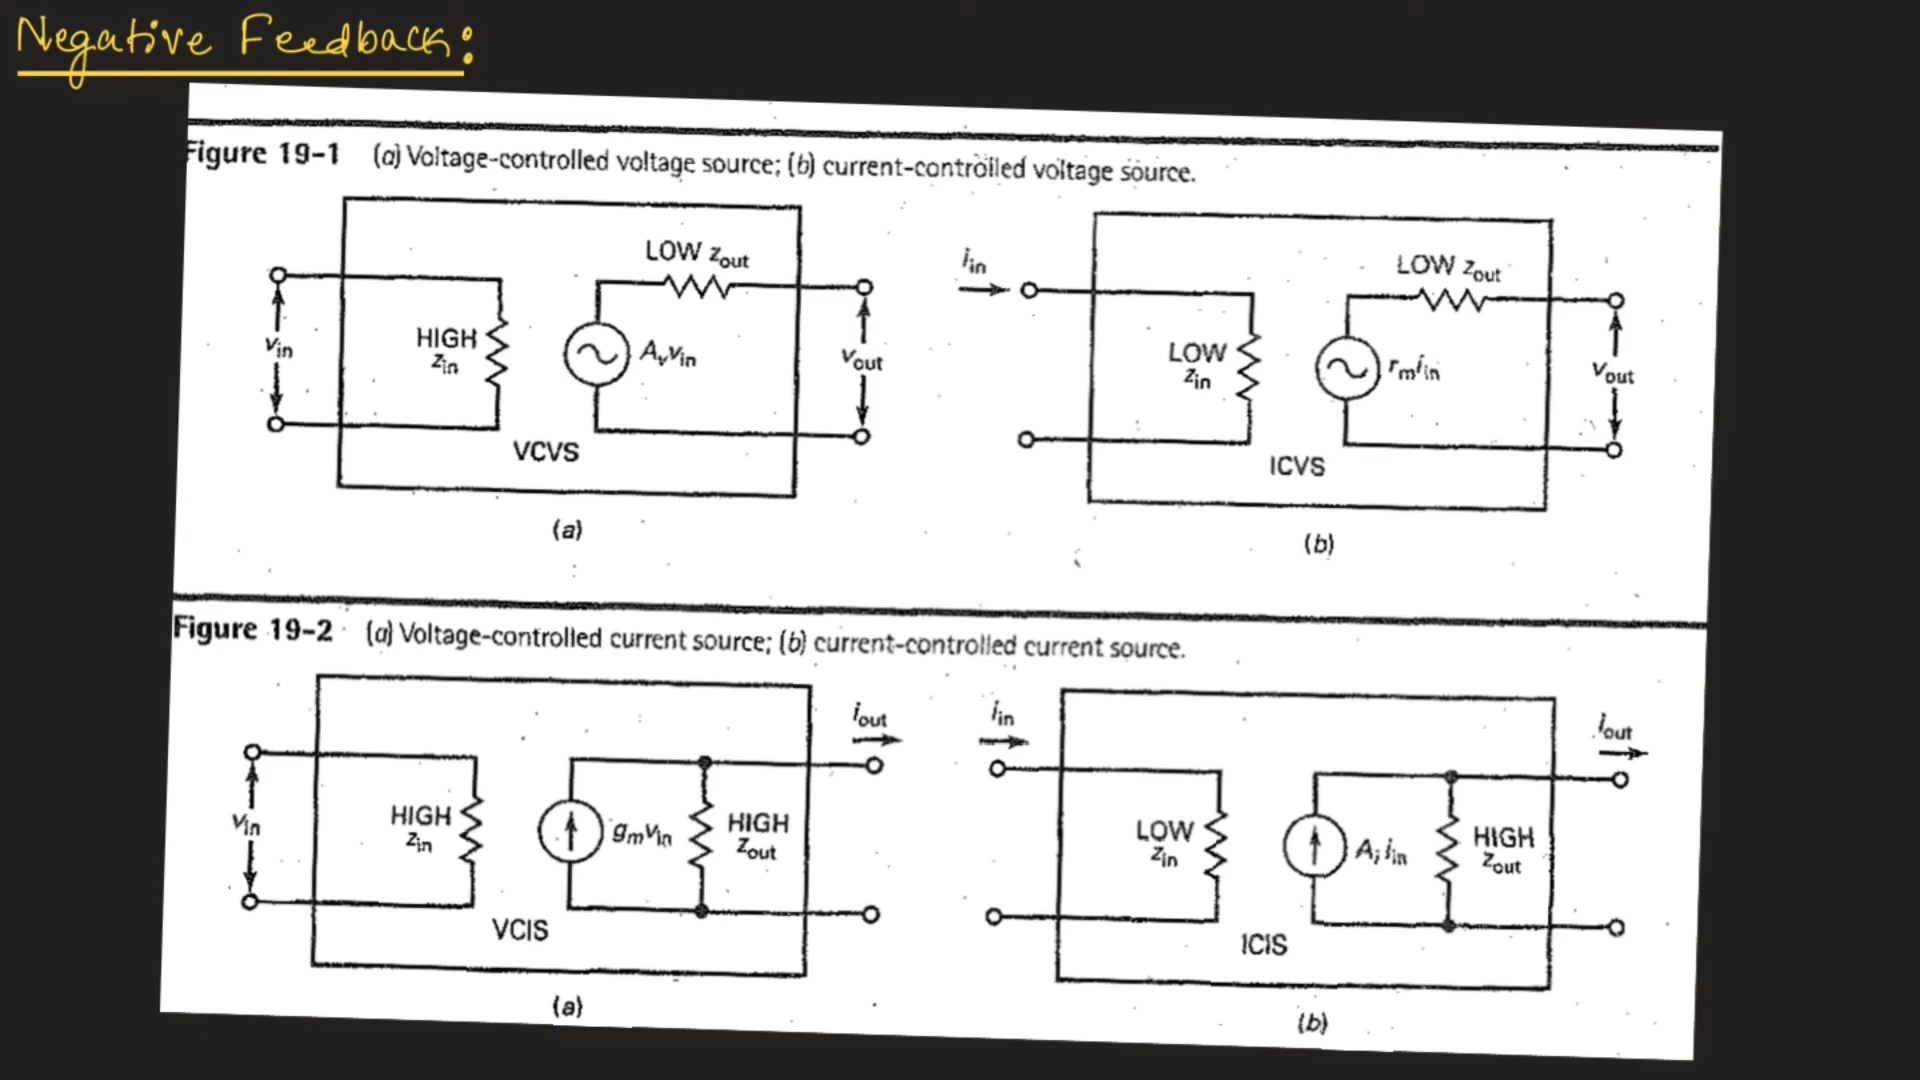 Negative Feedback:
Figure 19-1 (a) Voltage-controlled voltage source; (b) current-controlled voltage source.
LOW zout
HIGH
zin
vin
Avvin
vout
VCVS
(a)
iin
LOW zout
LOW
zin
rmiin
vout
ICVS
(b)
Figure 19-2 (a) Voltage-controlled current source; (b) current-controlled current source.
iout
vin
HIGH
zin
gmvin
HIGH
zout
VCIS
(a)
iin
iout
LOW
zin
Aiiin
HIGH
zout
ICIS
(b)